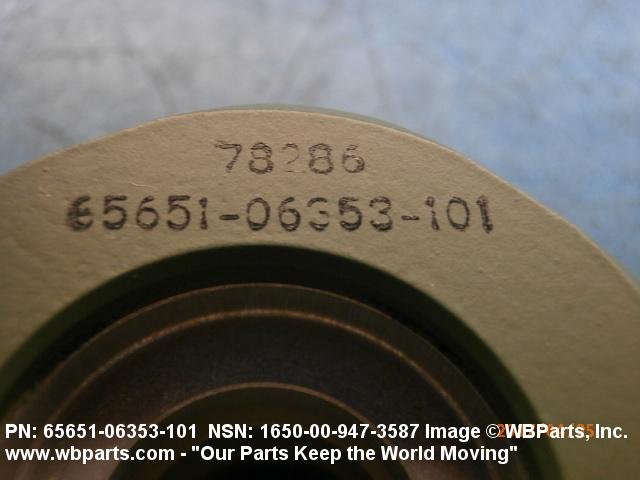 78286
65651-06353-101
PN: 65651-06353-101 NSN: 1650-00-947-3587 Image © WBParts, Inc.
www.wbparts.com - "Our Parts Keep the World Moving"